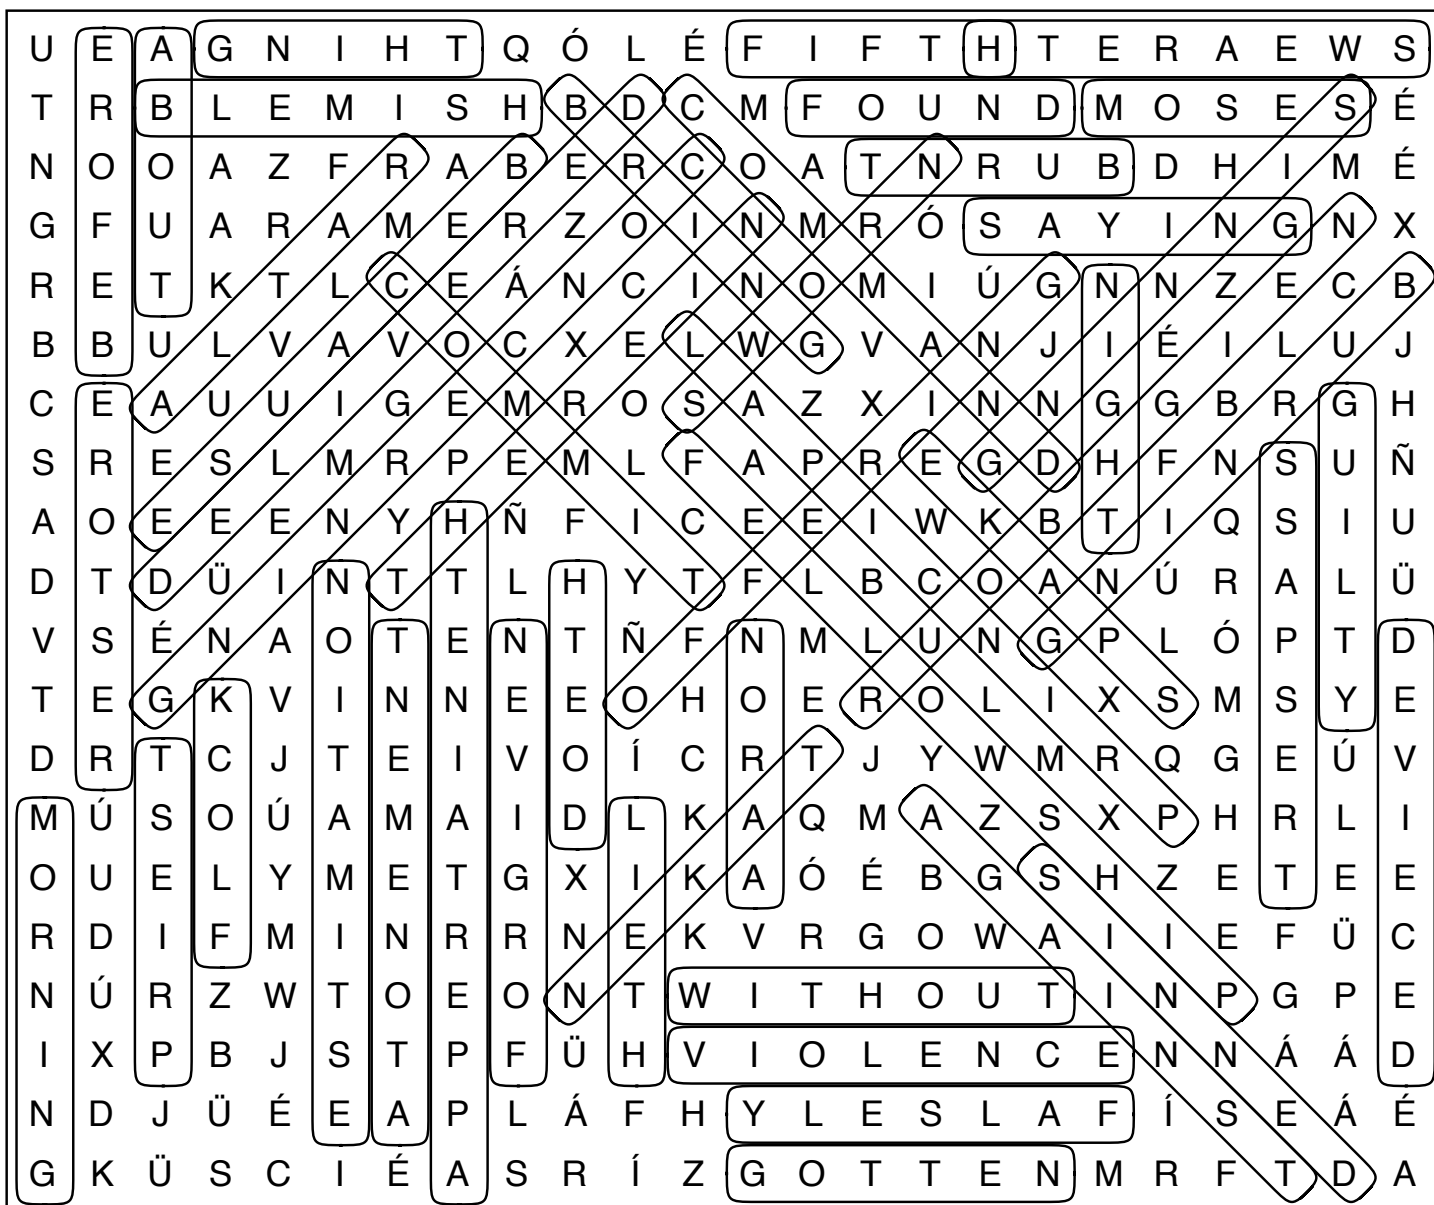 U E A G N I H T Q Ó L É F I F T H T E R A E W S
T R B L E M I S H B D C M F O U N D M O S E S É
N O O A Z F R A B E R C O A T N R U B D H I M É
G F U A R A M E R Z O I N M R Ó S A Y I N G N X
R E T K T L C E Á N C I N O M I Ú G N N Z E C B
B B U L V A V O C X E L W G V A N J I É I L U J
C E A U U I G E M R O S A Z X I N N G G B R G H
S R E S L M R P E M L F A P R E G D H F N S U Ñ
A O E E E N Y H Ñ F I C E E I W K B T I Q S I U
D T D Ü I N T T L H Y T F L B C O A N Ú R A L Ü
V S É N A O T E N T Ñ F N M L U N G P L Ó P T D
T E G K V I N N E E O H O E R O L I X S M S Y E
D R T C J T E I V O Í C R T J Y W M R Q G E Ú V
M Ú S O Ú A M A I D L K A Q M A Z S X P H R L I
O U E L Y M E T G X I K A Ó É B G S H Z E T E E
R D I F M I N R R N E K V R G O W A I I E F Ü C
N Ú R Z W T O E O N T W I T H O U T I N P G P E
I X P B J S T P F Ü H V I O L E N C E N N Á Á D
N D J Ü É E A P L Á F H Y L E S L A F Í S E Á É
G K Ü S C I É A S R Í Z G O T T E N M R F T D A